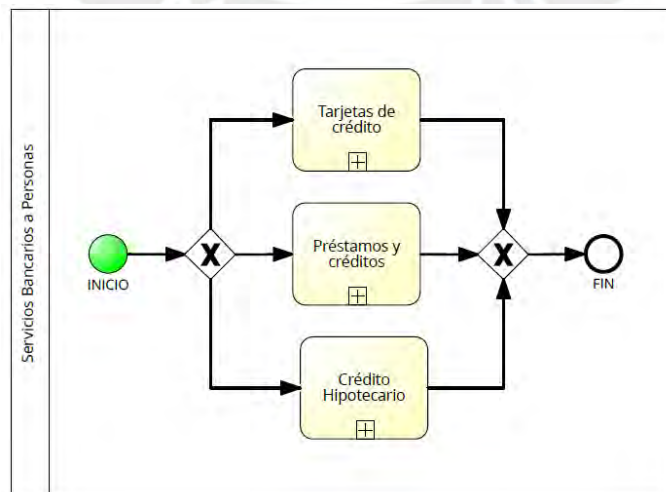 Servicios Bancarios a Personas
INICIO
Tarjetas de
crédito
Préstamos y
créditos
Crédito
Hipotecario
FIN